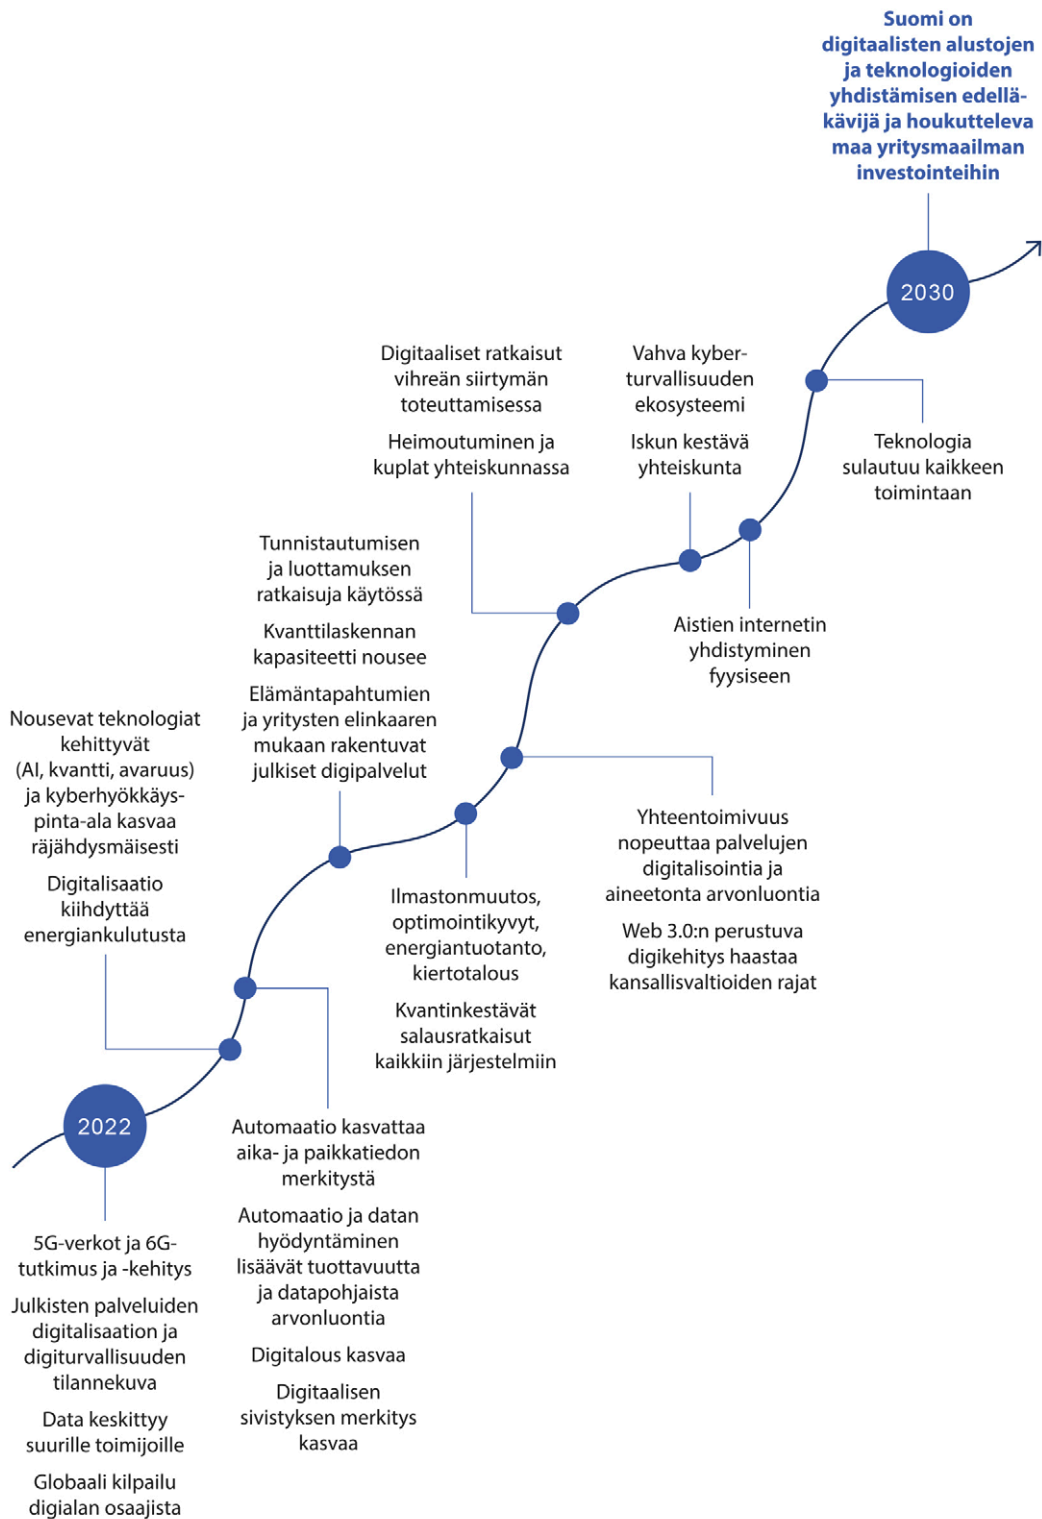 Suomi on
digitaalisten alustojen
ja teknologioiden
yhdistämisen edellä-
kävijä ja houkutteleva
maa yritysmaailman
investointeihin
2030
Digitaaliset ratkaisut
vihreän siirtymän
toteuttamisessa
Heimoutuminen ja
kuplat yhteiskunnassa
Vahva kyber-
turvallisuuden
ekosysteemi
Iskun kestävä
yhteiskunta
Teknologia
sulautuu kaikkeen
toimintaan
Tunnistautumisen
ja luottamuksen
ratkaisuja käytössä
Kvanttilaskennan
kapasiteetti nousee
Elämäntapahtumien
ja yritysten elinkaaren
mukaan rakentuvat
julkiset digipalvelut
Aistien internetin
yhdistyminen
fyysiseen
Nousevat teknologiat
kehittyvät
(AI, kvantti, avaruus)
ja kyberhyökkäys-
pinta-ala kasvaa
räjähdysmäisesti
Digitalisaatio
kiihdyttää
energiankulutusta
Yhteentoimivuus
nopeuttaa palvelujen
digitalisointia ja
aineetonta arvonluontia
Web 3.0:n perustuva
digikehitys haastaa
kansallisvaltioiden rajat
Ilmastonmuutos,
optimointikyvyt,
energiantuotanto,
kiertotalous
Kvantinkestävät
salausratkaisut
kaikkiin järjestelmiin
2022
Automaatio kasvattaa
aika- ja paikkatiedon
merkitystä
Automaatio ja datan
hyödyntäminen
lisäävät tuottavuutta
ja datapohjaista
arvonluontia
Digitalous kasvaa
Digitaalisen
sivistyksen merkitys
kasvaa
5G-verkot ja 6G-
tutkimus ja -kehitys
Julkisten palveluiden
digitalisaation ja
digiturvallisuuden
tilannekuva
Data keskittyy
suurille toimijoille
Globaali kilpailu
digialan osaajista